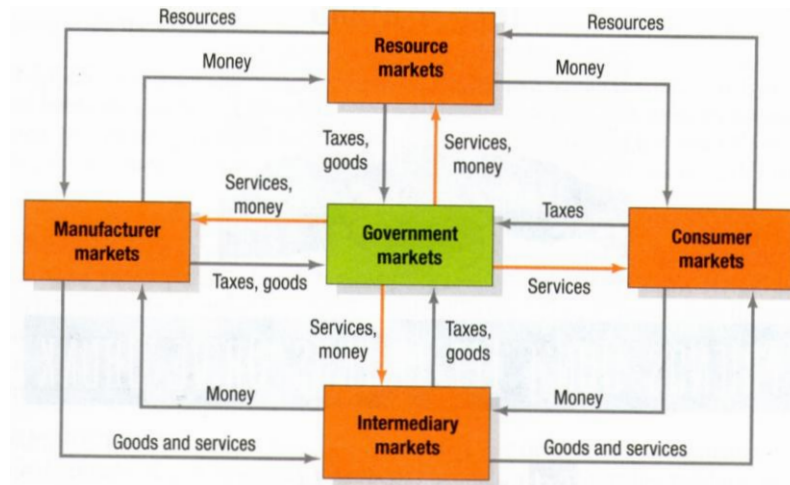 Resources
Resource
markets
Resources
Money
Money
Taxes,
goods
Services,
money
Services,
money
Taxes
Manufacturer
markets
Government
markets
Consumer
markets
Taxes, goods
Services
Services,
money
Taxes,
goods
Money
Intermediary
markets
Money
Goods and services
Goods and services